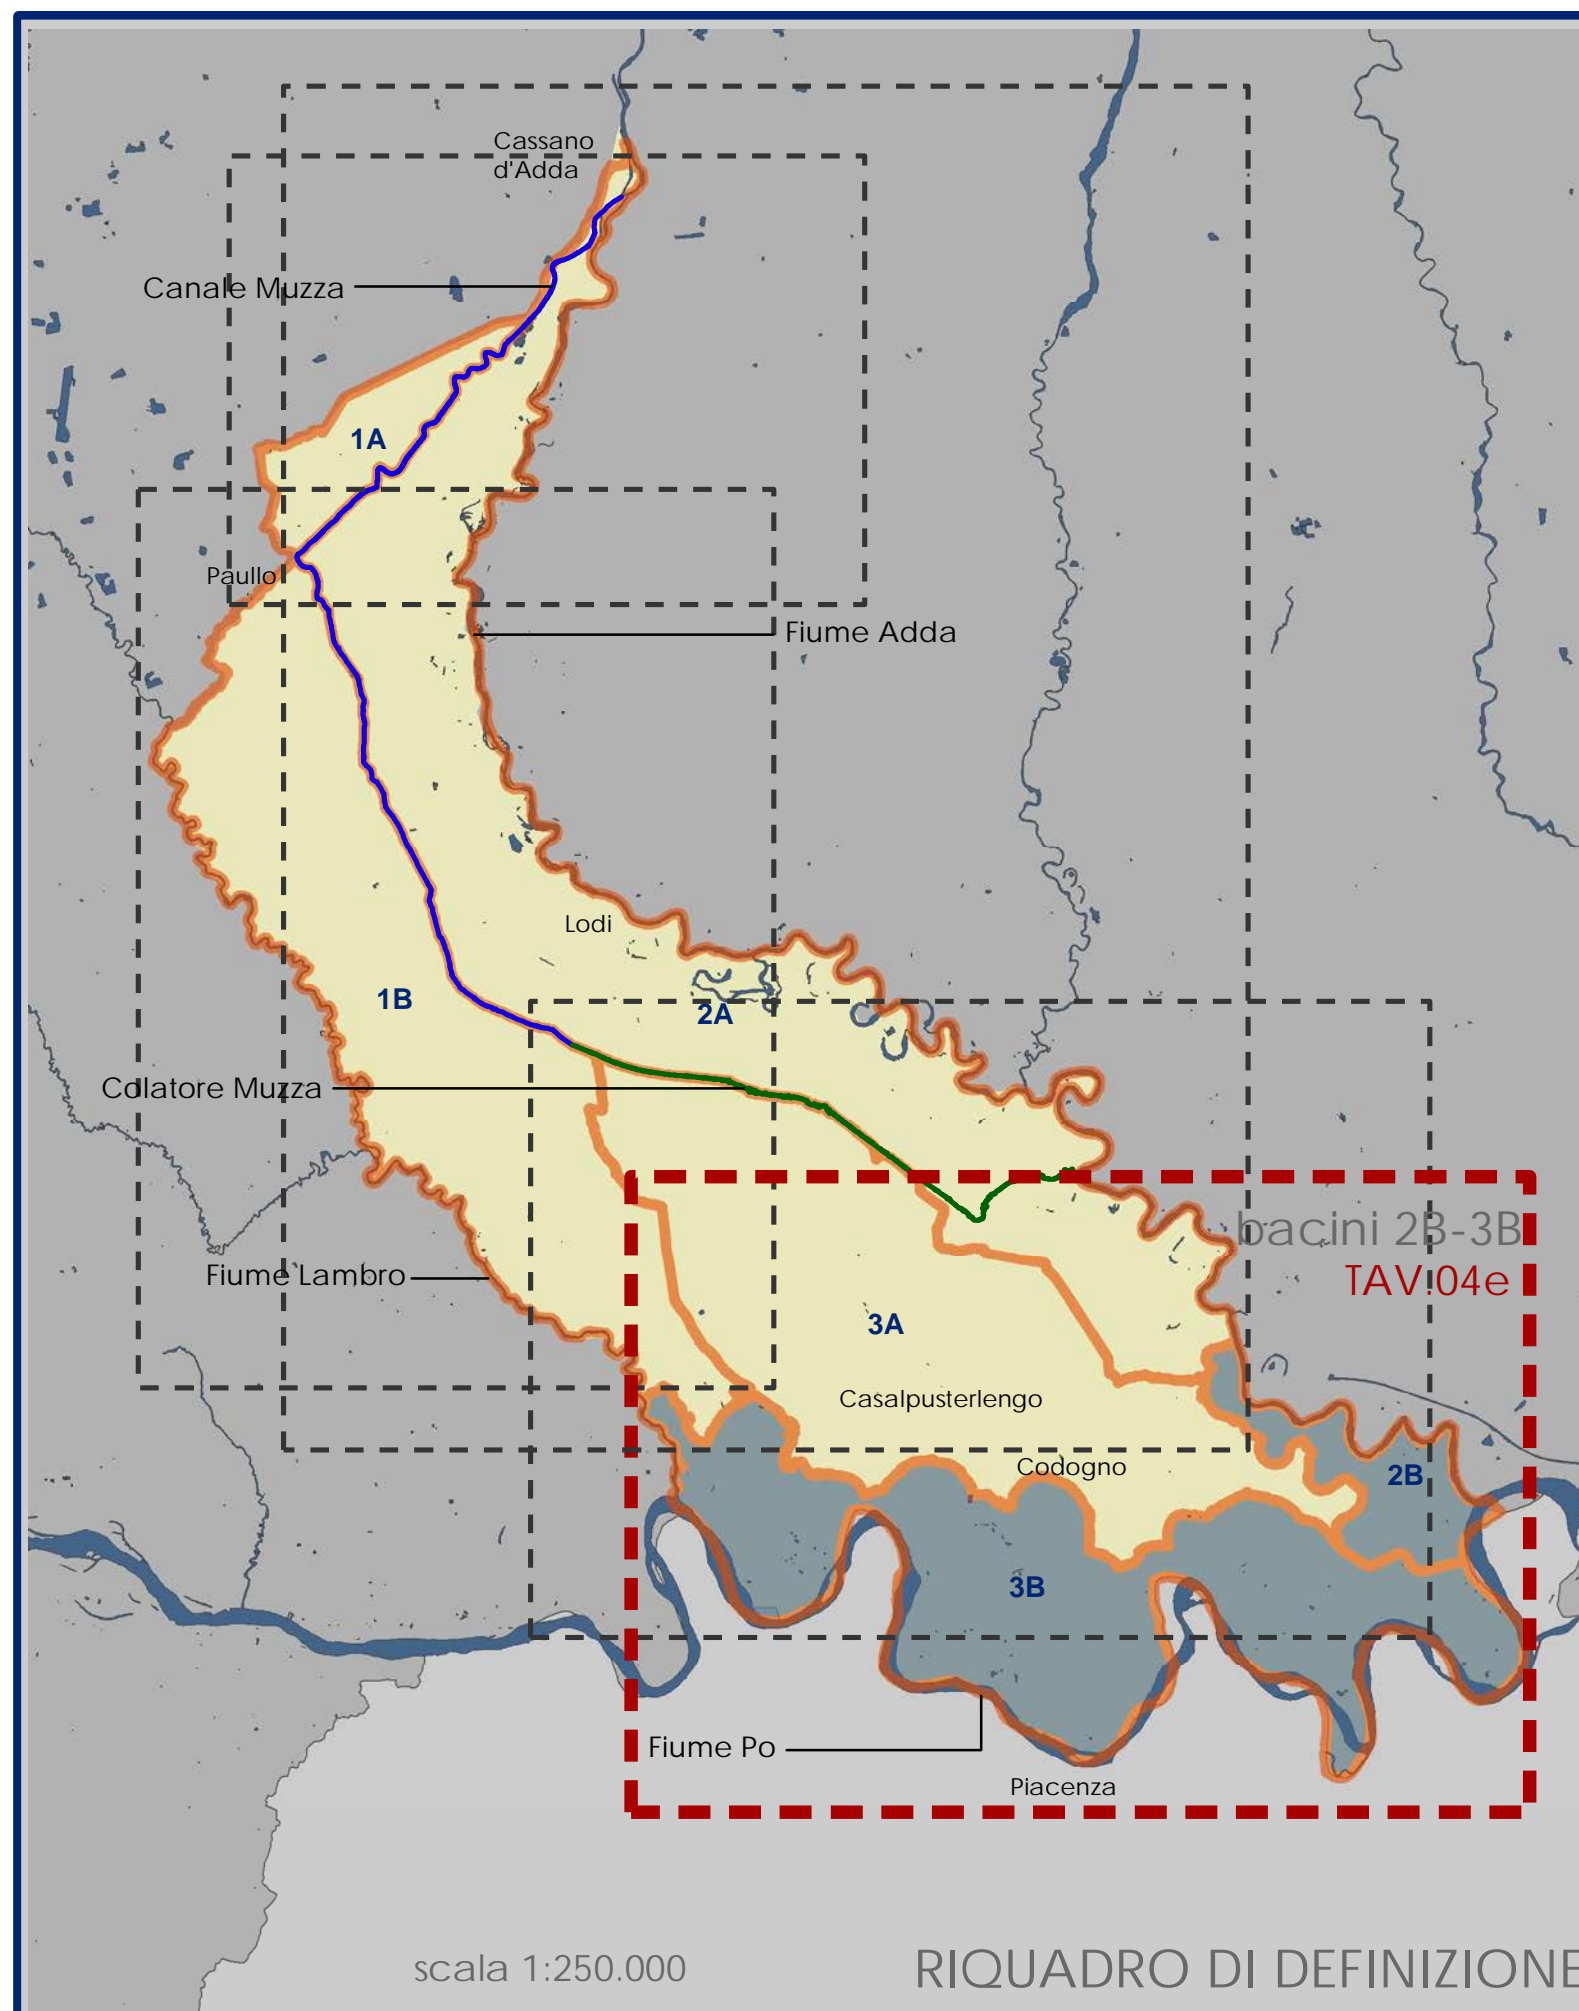 Cassano
d'Adda
Canale Muzza
1A
Paullo
Fiume Adda
Lodi
1B
2A
Colatore Muzza
bacini 2B-3B
TAV.04e
Fiume Lambro
3A
Casalpusterlengo
Codogno
2B
3B
Fiume Po
Piacenza
scala 1:250.000
RIQUADRO DI DEFINIZIONE